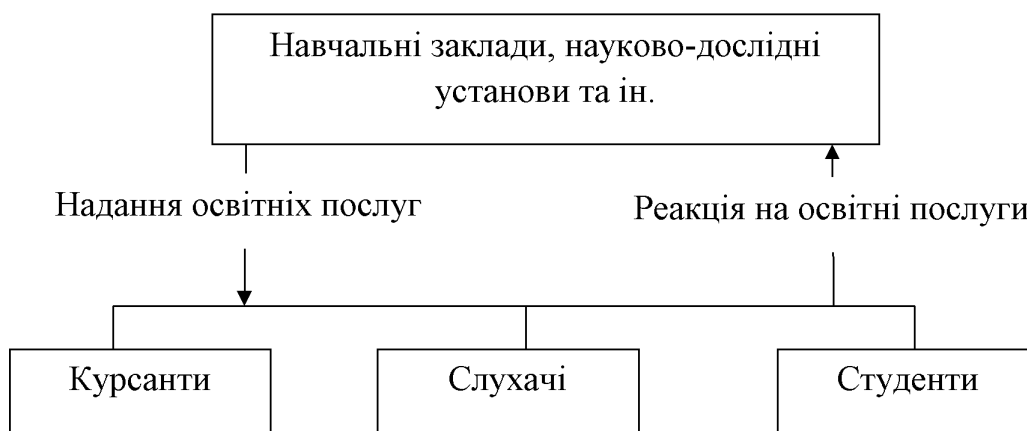 Навчальні заклади, науково-дослідні
установи та ін.
Надання освітніх послуг
Реакція на освітні послуги
Курсанти
Слухачі
Студенти